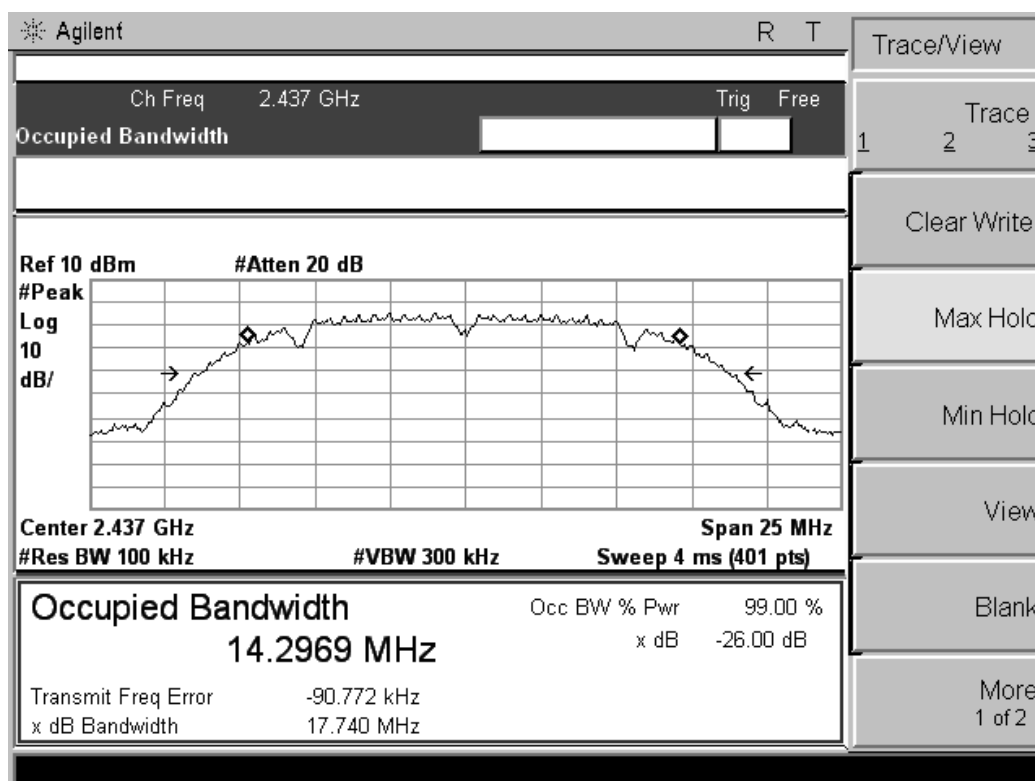 Agilent R T
Trace/View
Ch Freq 2.437 GHz Trig Free
Occupied Bandwidth
Trace
1 2 3
Clear Write
Max Hold
Min Hold
View
Blank
More
1 of 2
Ref 10 dBm #Atten 20 dB
#Peak
Log
10
dB/
Center 2.437 GHz Span 25 MHz
#Res BW 100 kHz #VBW 300 kHz Sweep 4 ms (401 pts)
Occupied Bandwidth
14.2969 MHz
Occ BW % Pwr 99.00 %
x dB -26.00 dB
Transmit Freq Error -90.772 kHz
x dB Bandwidth 17.740 MHz